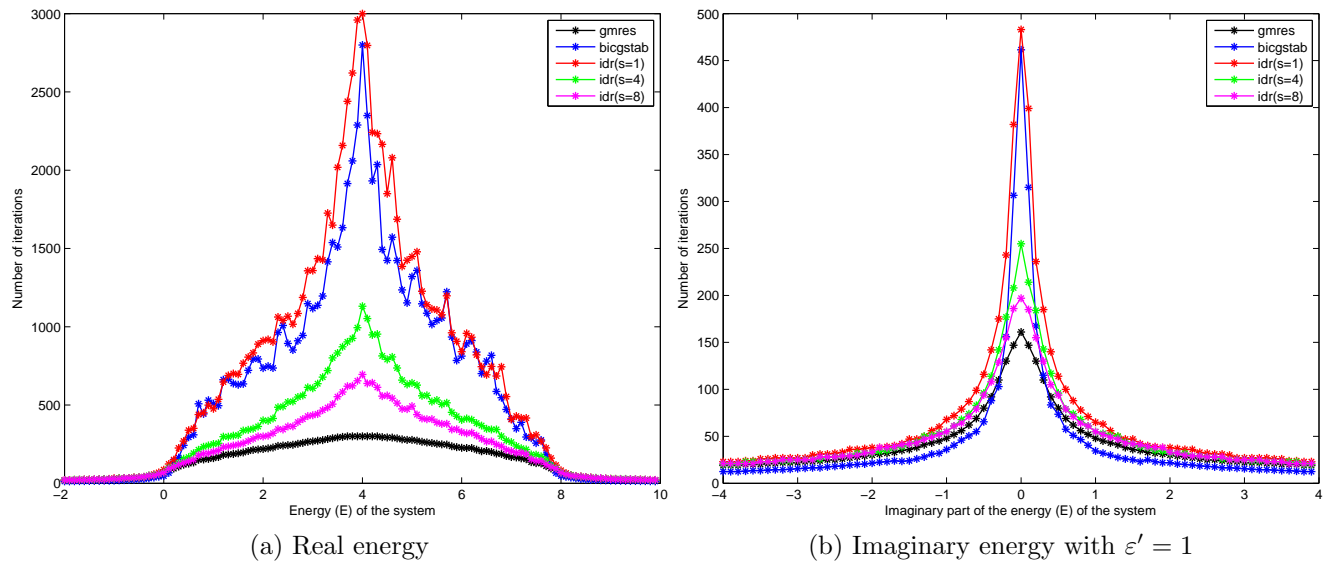 3000
2500
2000
1500
1000
500
0
−2
0
2
4
6
8
10
Number of iterations
Energy (E) of the system
gmres
bicgstab
idr(s=1)
idr(s=4)
idr(s=8)
(a) Real energy
500
450
400
350
300
250
200
150
100
50
0
−4
−3
−2
−1
0
1
2
3
4
Number of iterations
Imaginary part of the energy (E) of the system
gmres
bicgstab
idr(s=1)
idr(s=4)
idr(s=8)
(b) Imaginary energy with ε′ = 1